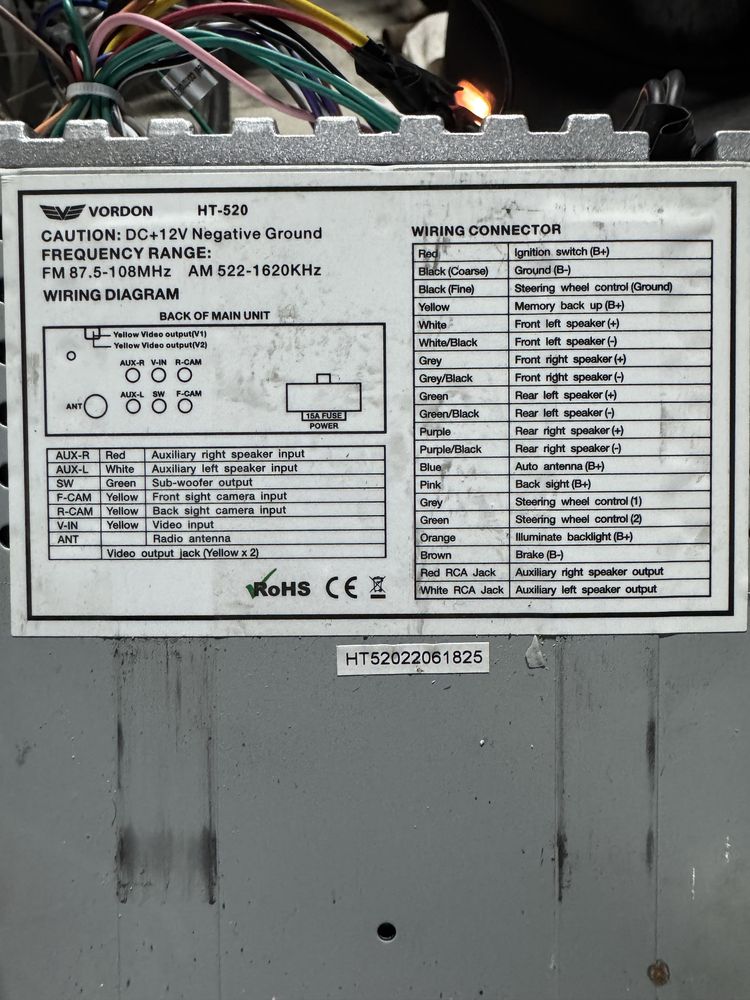 VORDON HT-520
CAUTION: DC+12V Negative Ground
FREQUENCY RANGE:
FM 87.5-108MHz AM 522-1620KHz
WIRING DIAGRAM
BACK OF MAIN UNIT
Yellow Video output(V1)
Yellow Video output(V2)
AUX-R V-IN R-CAM
AUX-L SW F-CAM
ANT
15A FUSE
POWER
AUX-R Red Auxiliary right speaker input
AUX-L White Auxiliary left speaker input
SW Green Sub-woofer output
F-CAM Yellow Front sight camera input
R-CAM Yellow Back sight camera input
V-IN Yellow Video input
ANT Radio antenna
Video output jack (Yellow x 2)
RoHS CE
WIRING CONNECTOR
Red Ignition switch (B+)
Black (Coarse) Ground (B-)
Black (Fine) Steering wheel control (Ground)
Yellow Memory back up (B+)
White Front left speaker (+)
White/Black Front left speaker (-)
Grey Front right speaker (+)
Grey/Black Front right speaker (-)
Green Rear left speaker (+)
Green/Black Rear left speaker (-)
Purple Rear right speaker (+)
Purple/Black Rear right speaker (-)
Blue Auto antenna (B+)
Pink Back sight (B+)
Grey Steering wheel control (1)
Green Steering wheel control (2)
Orange Illuminate backlight (B+)
Brown Brake (B-)
Red RCA Jack Auxiliary right speaker output
White RCA Jack Auxiliary left speaker output
HT52022061825